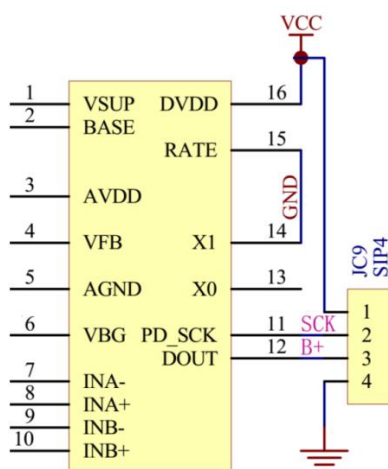 VCC
1 VSUP DVDD 16
2 BASE
RATE 15
GND
3 AVDD
4 VFB X1 14
JC9
SIP4
5 AGND X0 13
1
6 VBG PD_SCK 11 SCK 2
DOUT 12 B+ 3
7 INA- 4
8 INA+
9 INB-
10 INB+